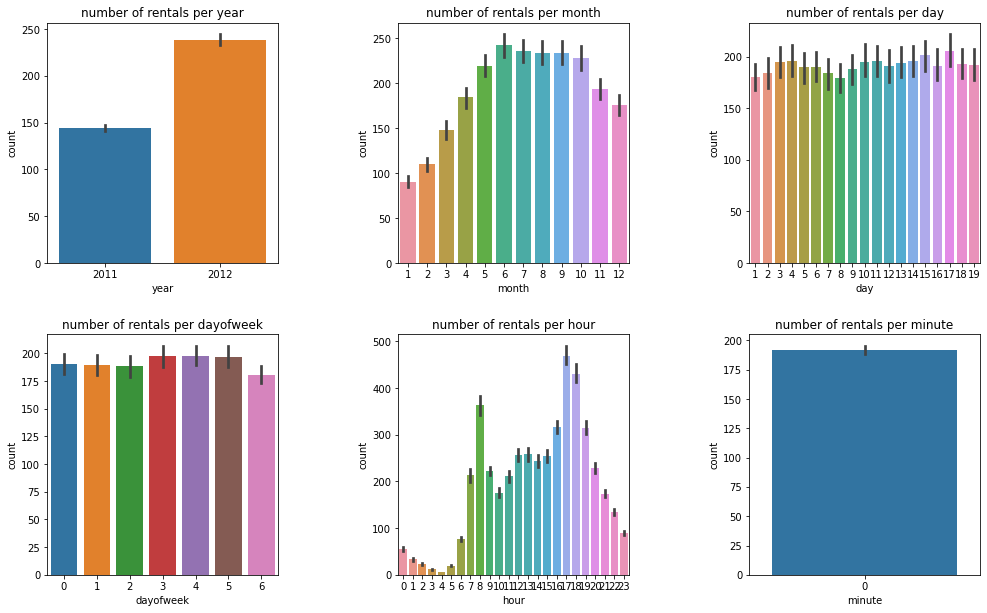 number of rentals per year
count
250
200
150
100
50
0
2011 2012
year
number of rentals per month
count
250
200
150
100
50
0
1 2 3 4 5 6 7 8 9 10 11 12
month
number of rentals per day
count
200
150
100
50
0
1 2 3 4 5 6 7 8 9 10 11 12 13 14 15 16 17 18 19
day
number of rentals per dayofweek
count
200
175
150
125
100
75
50
25
0
0 1 2 3 4 5 6
dayofweek
number of rentals per hour
count
500
400
300
200
100
0
0 1 2 3 4 5 6 7 8 9 10 11 12 13 14 15 16 17 18 19 20 21 22 23
hour
number of rentals per minute
count
200
175
150
125
100
75
50
25
0
0
minute